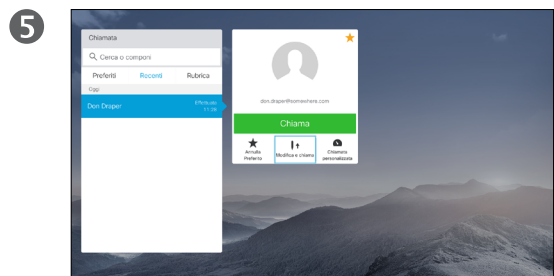 5
Chiamata
Cerca o componi
Preferiti Recenti Rubrica
Oggi
Don Draper
Effettuata
11:29
don.draper@somewhere.com
Chiama
Annulla
Preferito
Modifica e chiama
Chiamata
personalizzata